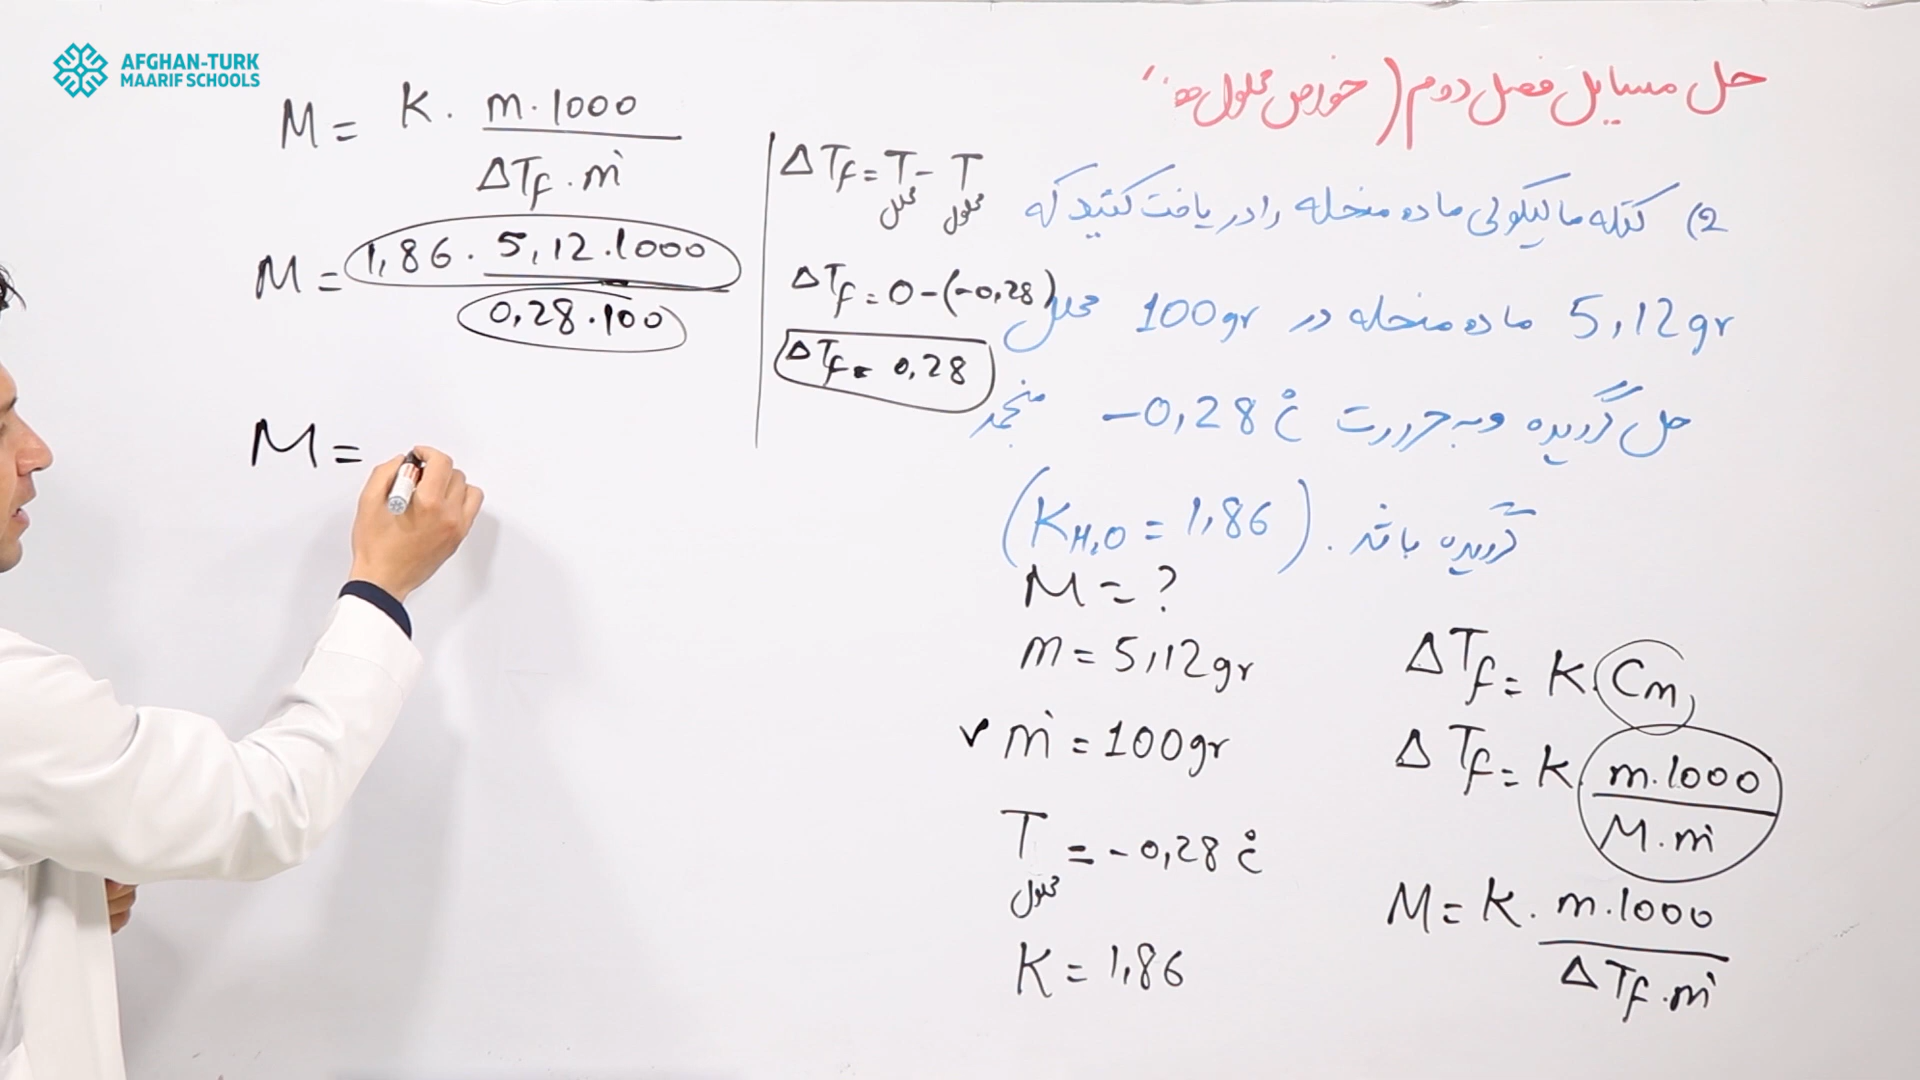 AFGHAN-TURK
MAARIF SCHOOLS
حل مسایل فصل دوم (خواص محلول ها)
2) کتله مالیکولی ماده منحله را دریافت کنید که
5,12gr ماده منحله در 100gr محلل
حل گردیده و به حرارت -0,28 °C منجمد
گردیده باشد. (K H₂O = 1,86)
M = ?
m = 5,12gr
ṁ = 100gr
T محلول = -0,28 °C
K = 1,86
ΔTf = K.Cm
ΔTf = K. m.1000 / M.ṁ
M = K. m.1000 / ΔTf.ṁ
M = K. m.1000 / ΔTf.ṁ
M = 1,86. 5,12.1000 / 0,28.100
M =
ΔTf = T محلل - T محلول
ΔTf = 0-(-0,28)
ΔTf = 0,28